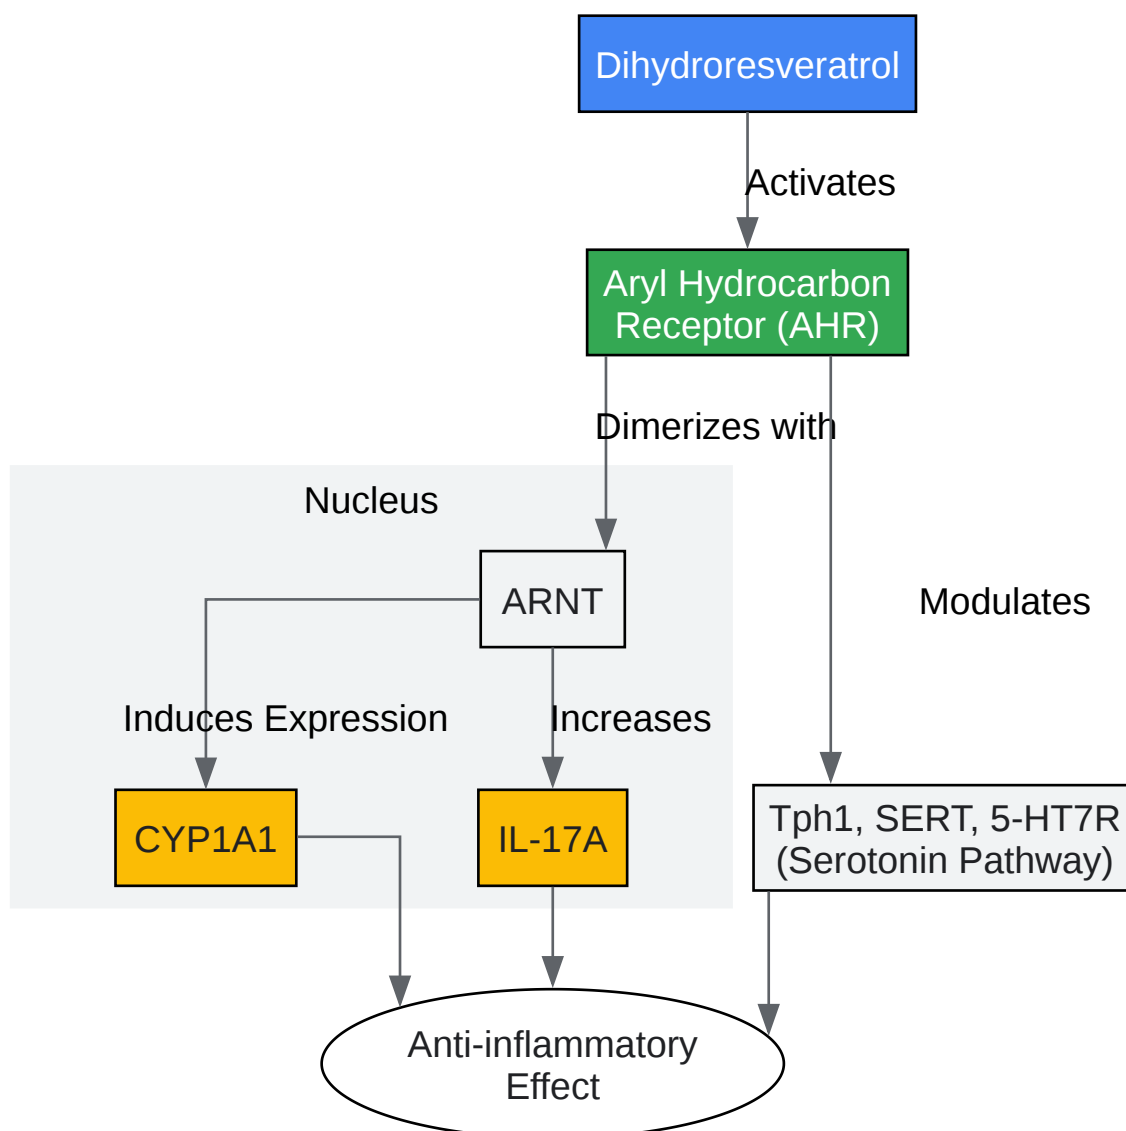 Dihydroresveratrol
Activates
Aryl Hydrocarbon
Receptor (AHR)
Dimerizes with
Nucleus
ARNT
Modulates
Induces Expression
Increases
CYP1A1
IL-17A
Tph1, SERT, 5-HT7R
(Serotonin Pathway)
Anti-inflammatory
Effect